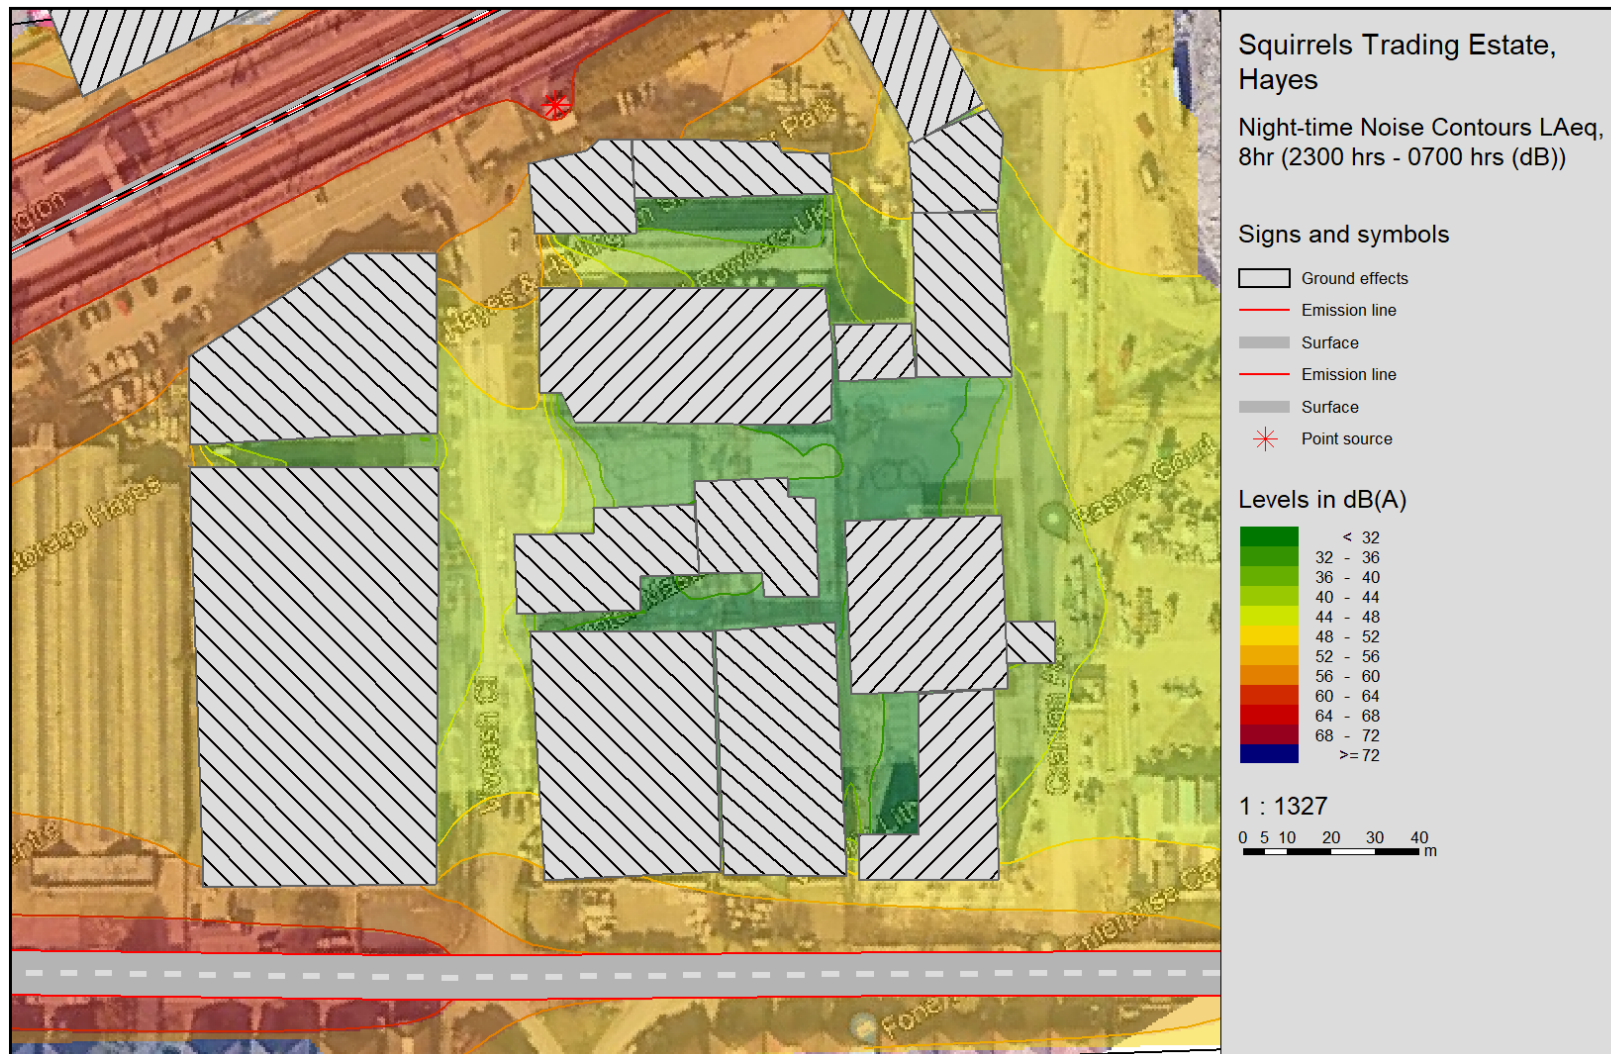 Squirrels Trading Estate,
Hayes
Night-time Noise Contours LAeq,
8hr (2300 hrs - 0700 hrs (dB))
Signs and symbols
Ground effects
Emission line
Surface
Emission line
Surface
Point source
Levels in dB(A)
< 32
32 - 36
36 - 40
40 - 44
44 - 48
48 - 52
52 - 56
56 - 60
60 - 64
64 - 68
68 - 72
>= 72
1 : 1327
0 5 10 20 30 40
m
Hayes &
Storage Hayes